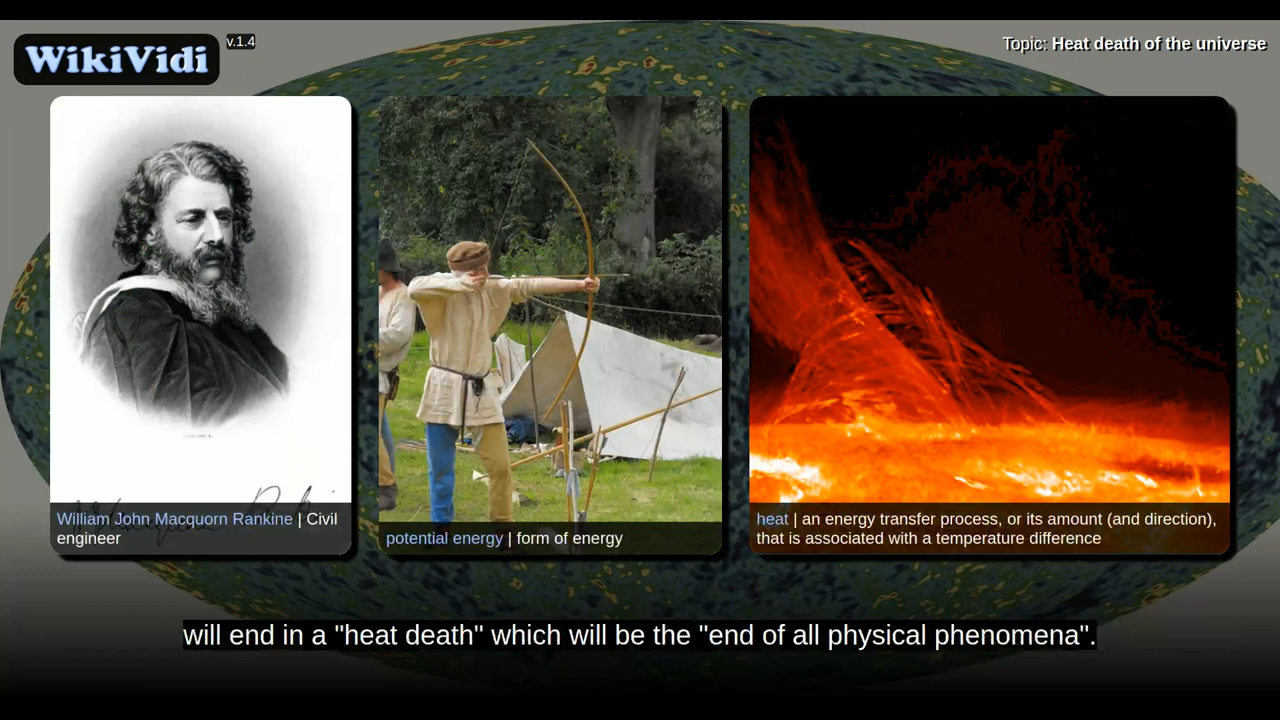 WikiVidi
v.1.4
Topic: Heat death of the universe
William John Macquorn Rankine | Civil
engineer
potential energy | form of energy
heat | an energy transfer process, or its amount (and direction),
that is associated with a temperature difference
will end in a "heat death" which will be the "end of all physical phenomena".